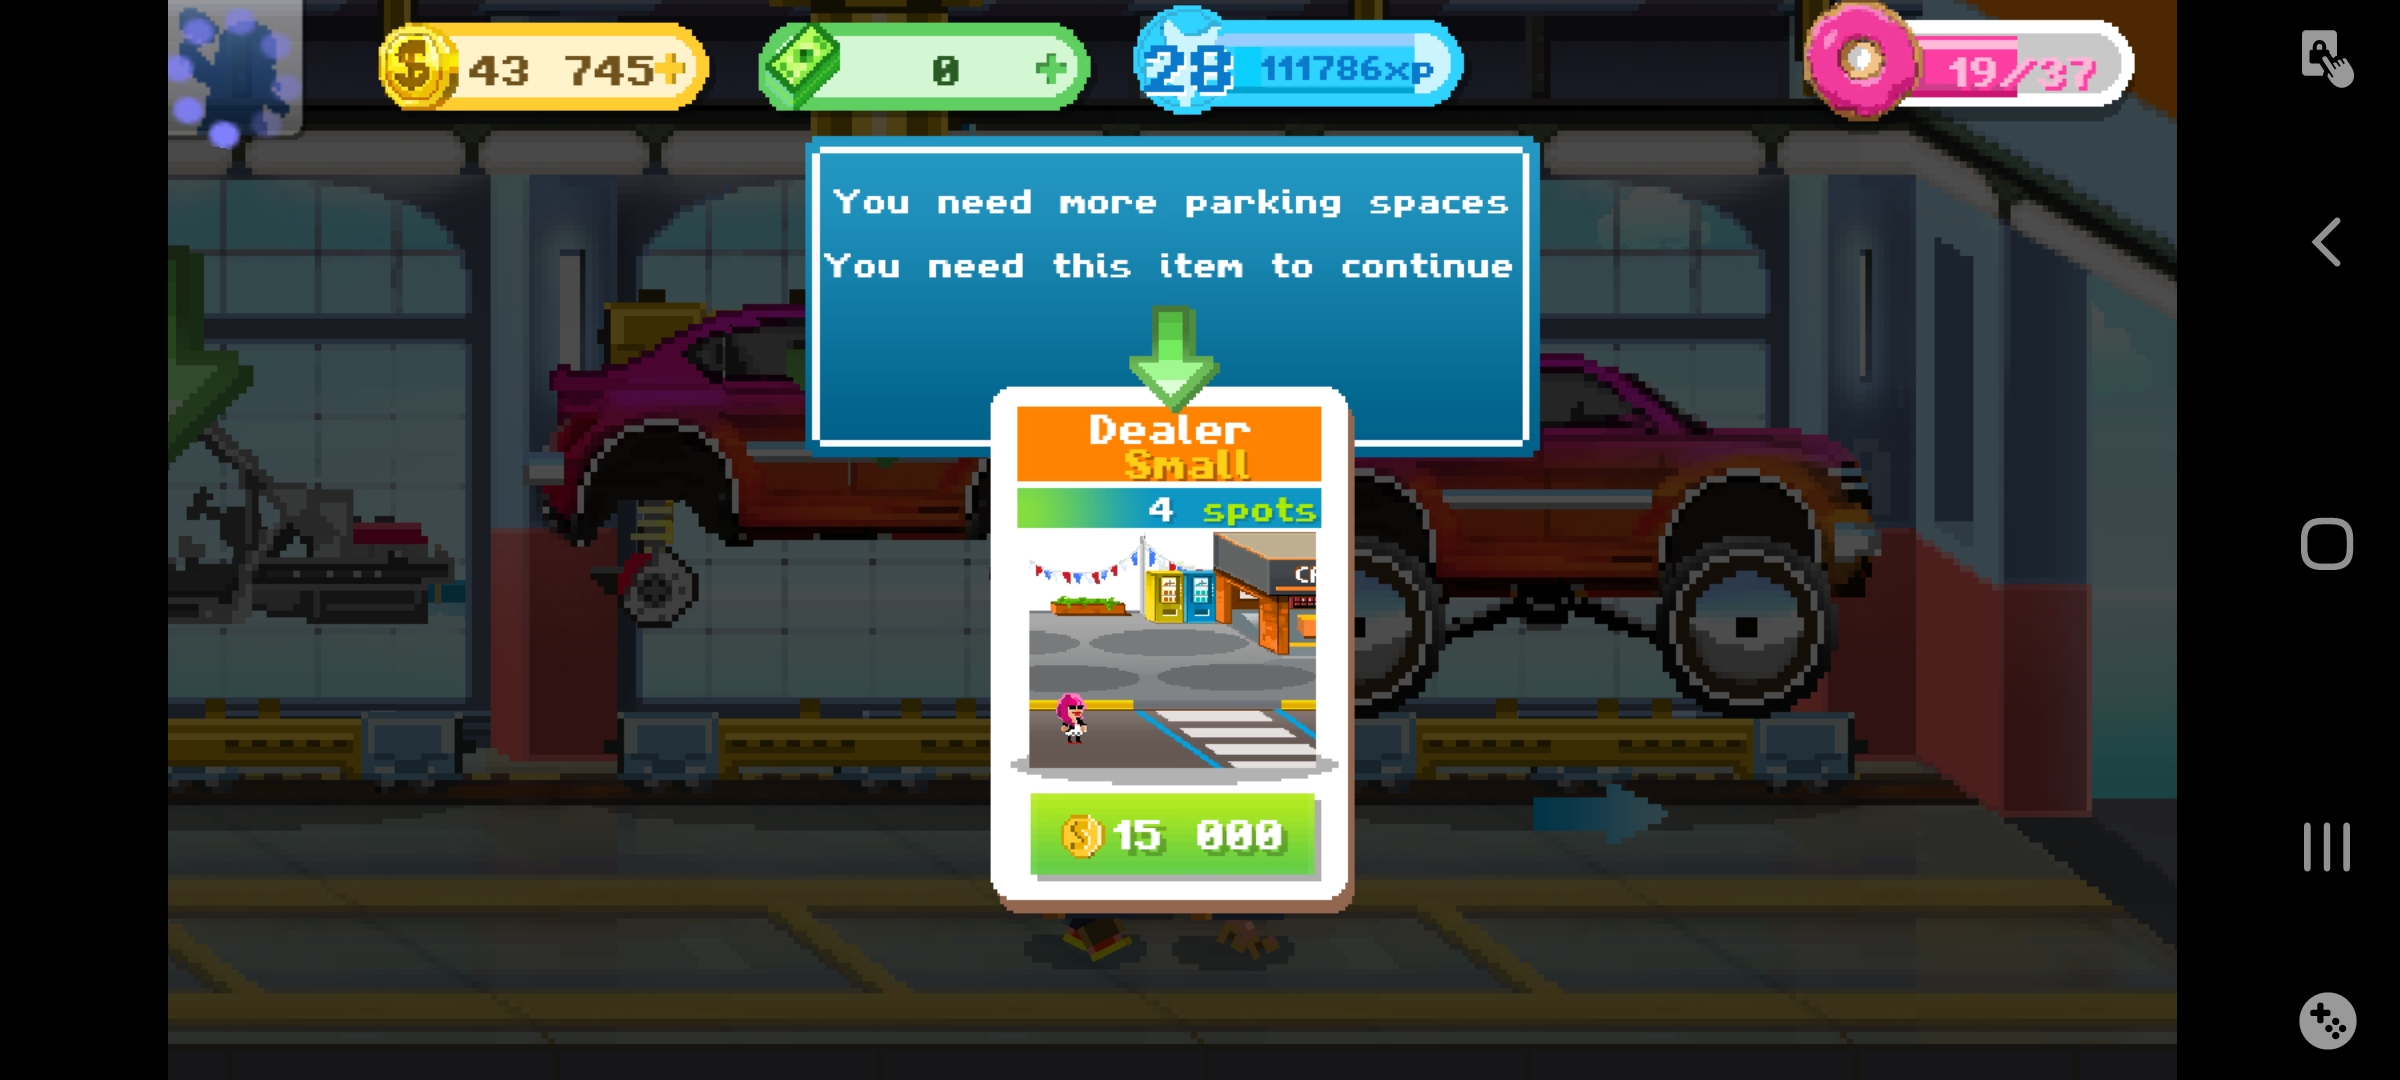 43 745
0
28 111786xp
19/37
You need more parking spaces
You need this item to continue
Dealer
Small
4 spots
15 000